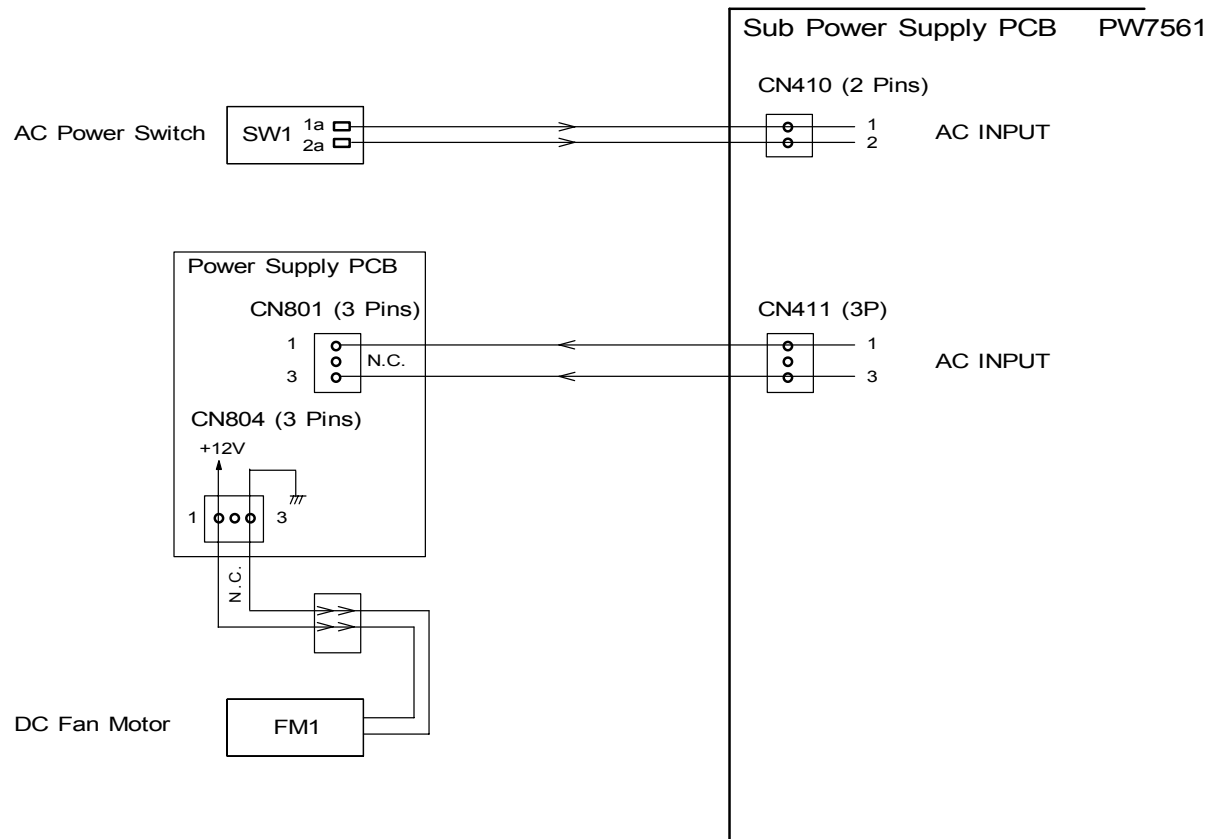 Sub Power Supply PCB PW7561
CN410 (2 Pins)
AC Power Switch
SW1
1a
2a
1
2
AC INPUT
Power Supply PCB
CN801 (3 Pins)
1
N.C.
3
CN411 (3P)
1
3
AC INPUT
CN804 (3 Pins)
+12V
1
3
N.C.
DC Fan Motor
FM1